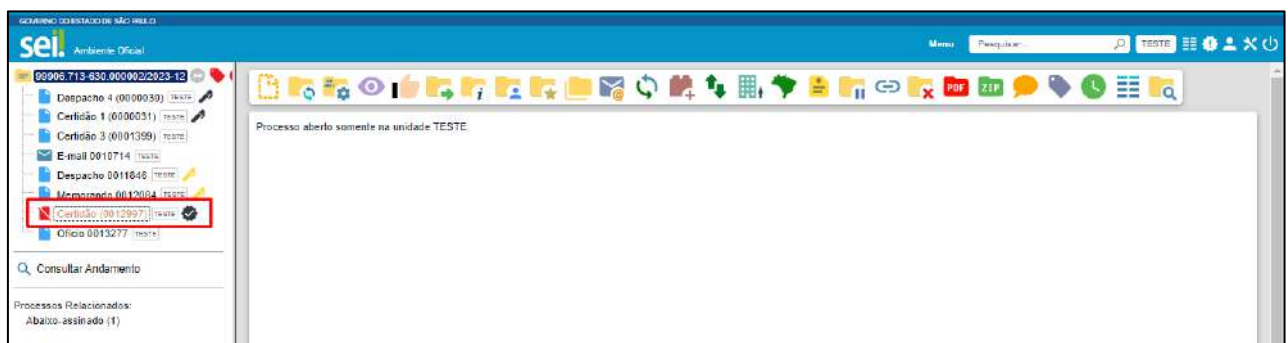 GOVERNO DO ESTADO DE SÃO PAULO
sei! Ambiente Oficial
Menu Pesquisar... TESTE
99906.713-630.000002/2023-12
Despacho 4 (0000030) TESTE
Certidão 1 (0000031) TESTE
Certidão 3 (0001399) TESTE
E-mail 0010714 TESTE
Despacho 0011846 TESTE
Memorando 0012084 TESTE
Certidão (0012997) TESTE
Ofício 0013277 TESTE
Consultar Andamento
Processos Relacionados:
Abaixo-assinado (1)
PDF ZIP
Processo aberto somente na unidade TESTE.